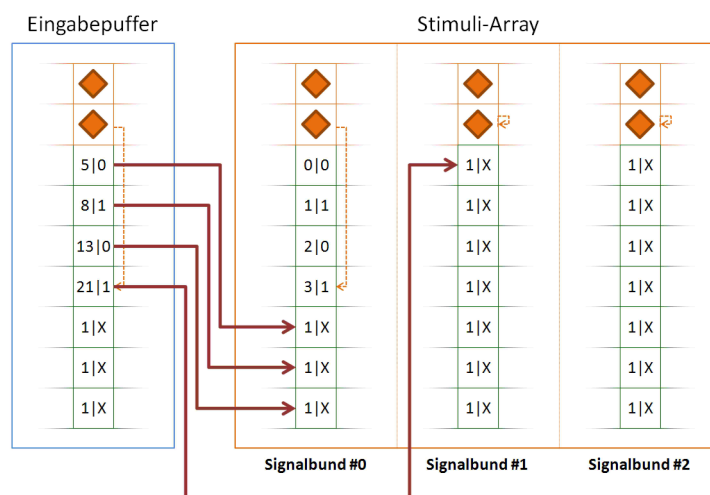 Eingabepuffer Stimuli-Array
5|0 0|0 1|X 1|X
8|1 1|1 1|X 1|X
13|0 2|0 1|X 1|X
21|1 3|1 1|X 1|X
1|X 1|X 1|X 1|X
1|X 1|X 1|X 1|X
1|X 1|X 1|X 1|X
Signalbund #0 Signalbund #1 Signalbund #2